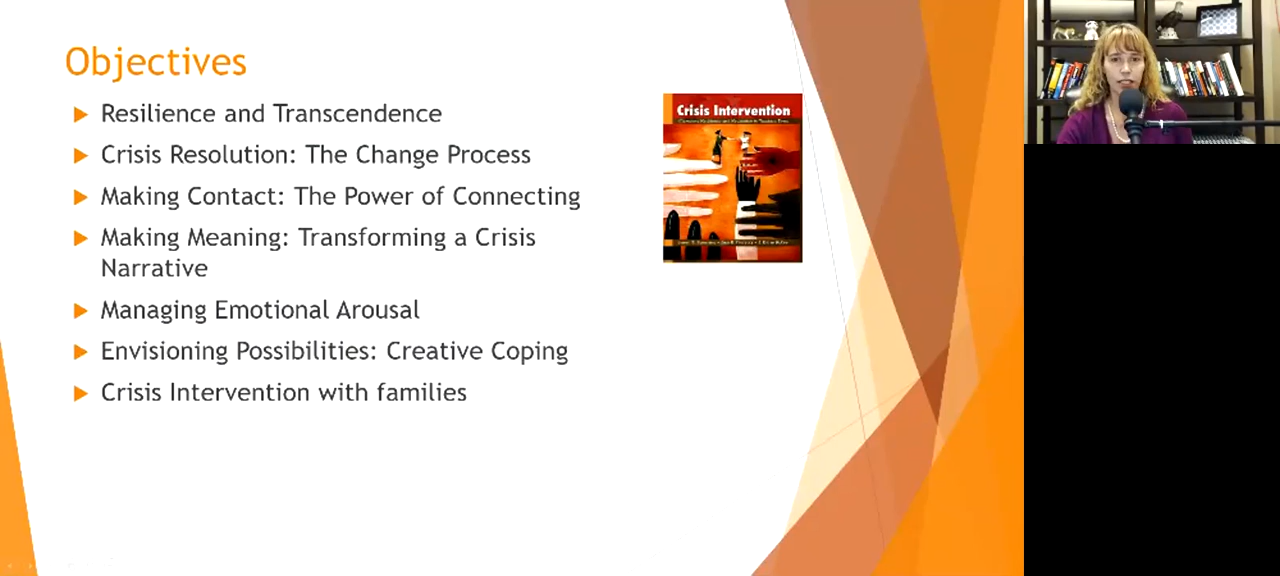 Objectives
Resilience and Transcendence
Crisis Resolution: The Change Process
Making Contact: The Power of Connecting
Making Meaning: Transforming a Crisis
Narrative
Managing Emotional Arousal
Envisioning Possibilities: Creative Coping
Crisis Intervention with families
Crisis Intervention